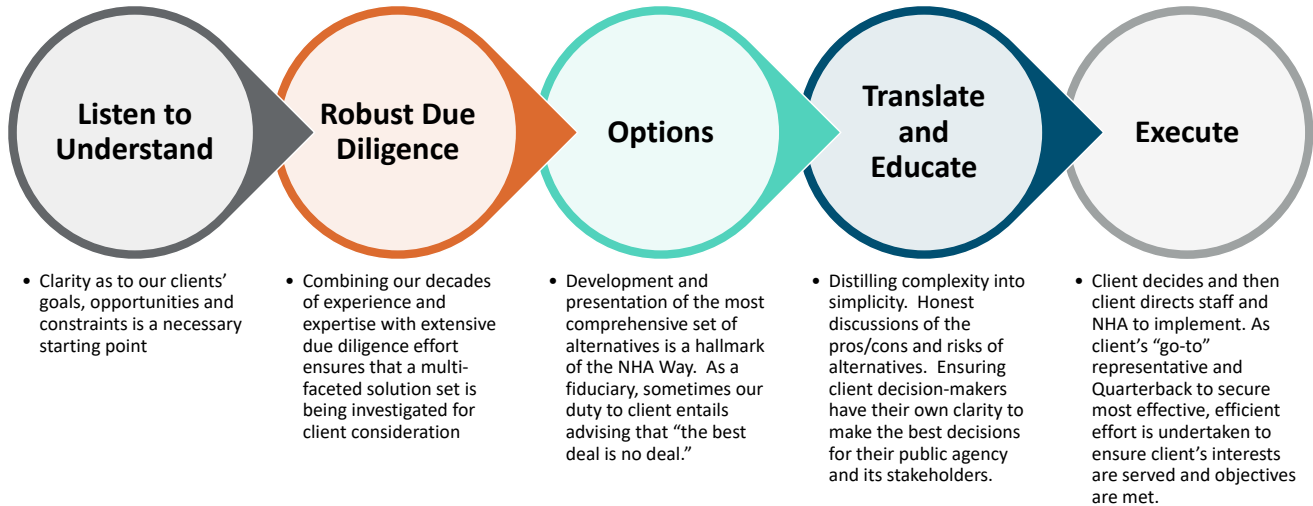 Listen to
Understand
Robust Due
Diligence
Options
Translate
and
Educate
Execute
• Clarity as to our clients’
goals, opportunities and
constraints is a necessary
starting point
• Combining our decades
of experience and
expertise with extensive
due diligence effort
ensures that a multi-
faceted solution set is
being investigated for
client consideration
• Development and
presentation of the most
comprehensive set of
alternatives is a hallmark
of the NHA Way.  As a
fiduciary, sometimes our
duty to client entails
advising that “the best
deal is no deal.”
• Distilling complexity into
simplicity.  Honest
discussions of the
pros/cons and risks of
alternatives.  Ensuring
client decision-makers
have their own clarity to
make the best decisions
for their public agency
and its stakeholders.
• Client decides and then
client directs staff and
NHA to implement. As
client’s “go-to”
representative and
Quarterback to secure
most effective, efficient
effort is undertaken to
ensure client’s interests
are served and objectives
are met.